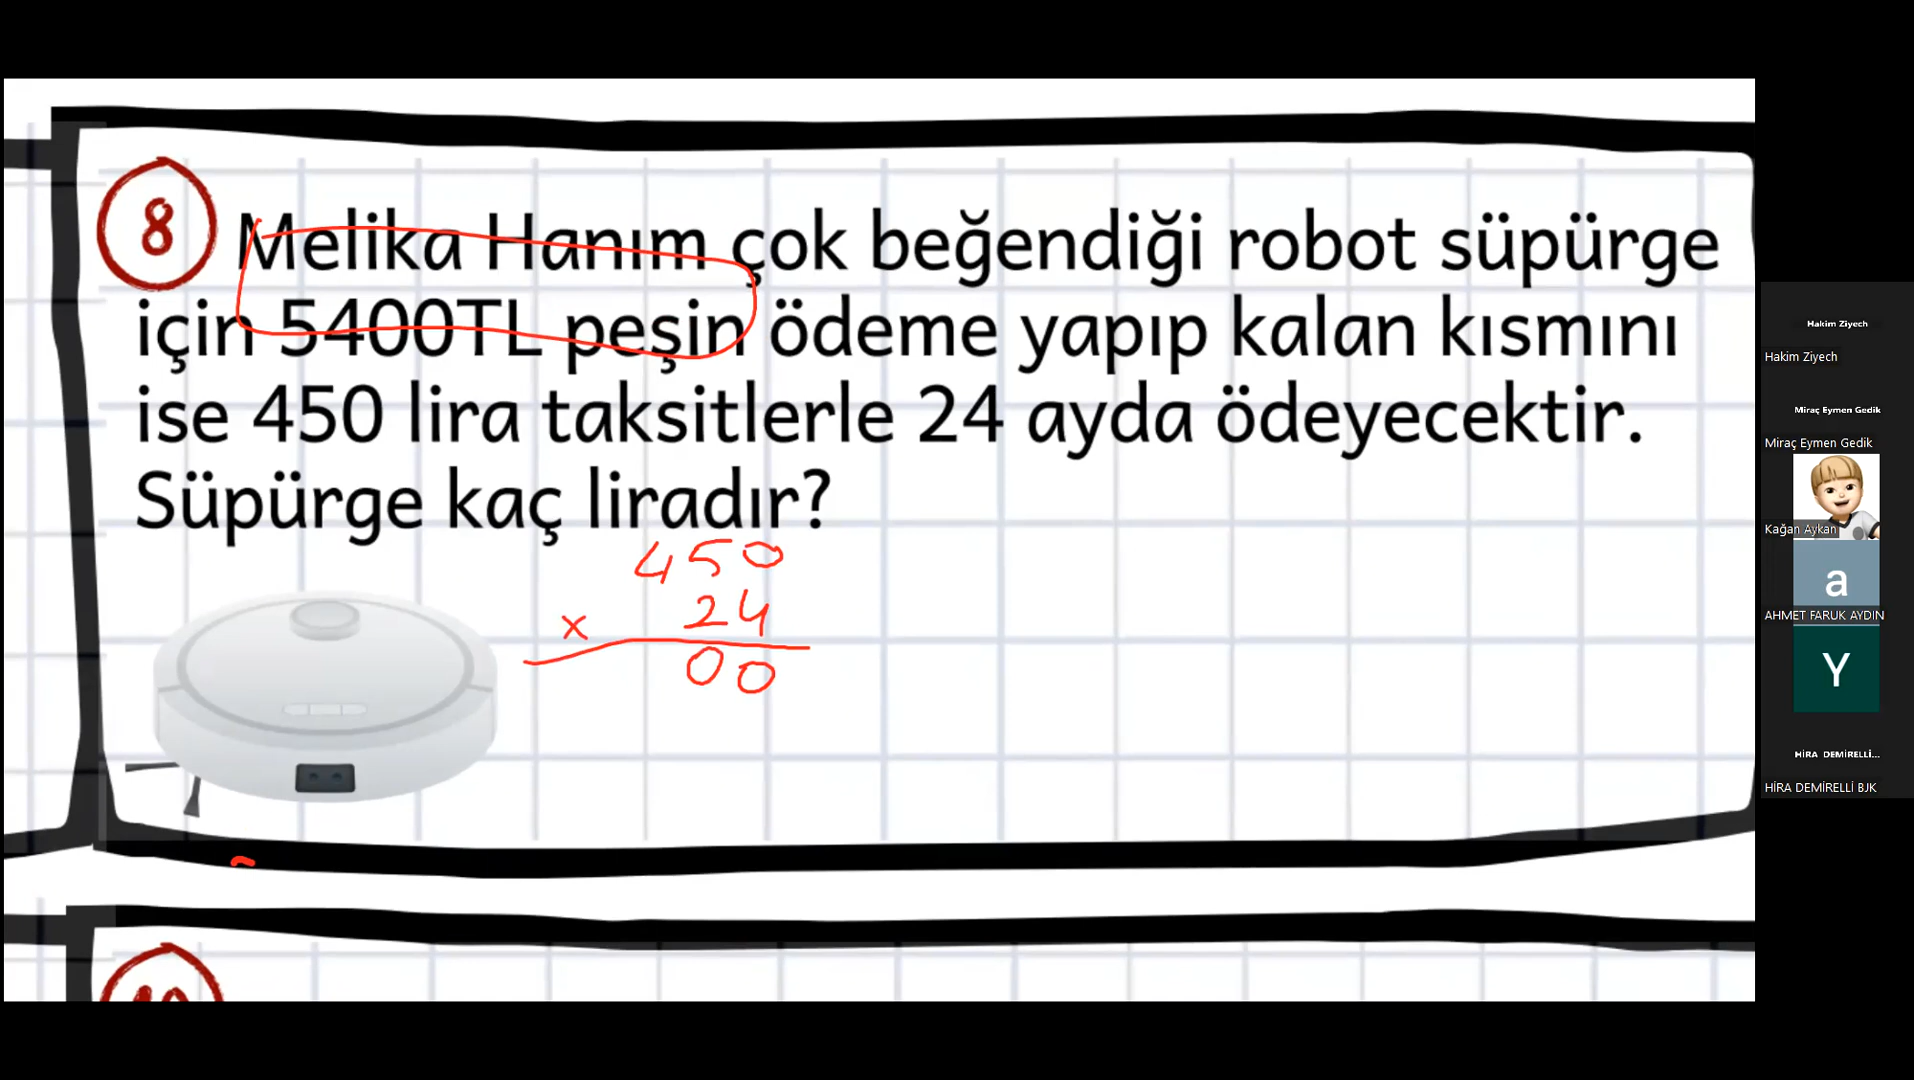 8
Melika Hanım çok beğendiği robot süpürge
için 5400TL peşin ödeme yapıp kalan kısmını
ise 450 lira taksitlerle 24 ayda ödeyecektir.
Süpürge kaç liradır?
450
x 24
00
10
Hakim Ziyech
Hakim Ziyech
Miraç Eymen Gedik
Miraç Eymen Gedik
Kağan Aykan
a
AHMET FARUK AYDIN
Y
HİRA DEMİRELLİ...
HİRA DEMİRELLİ BJK